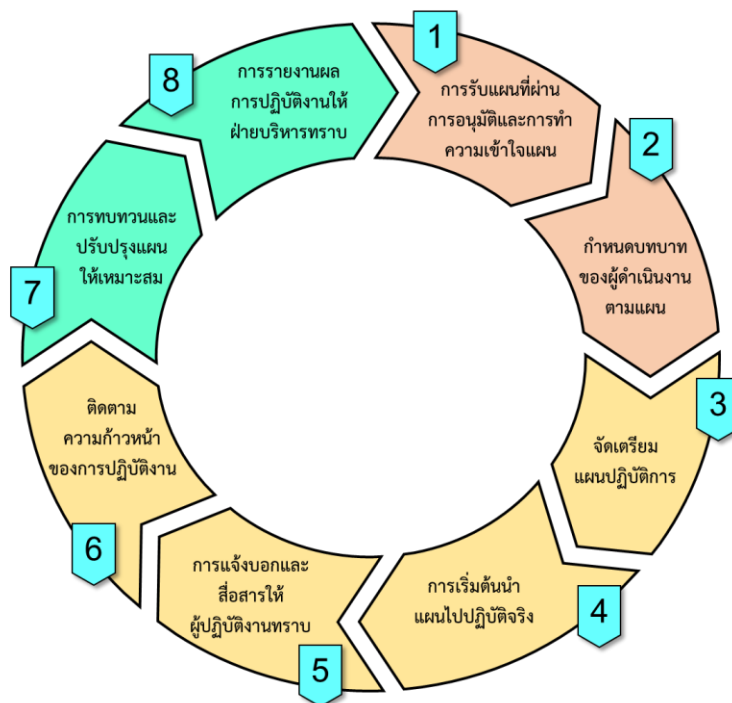 1
การรับแผนที่ผ่าน
การอนุมัติและการทำ
ความเข้าใจแผน
2
กำหนดบทบาท
ของผู้ดำเนินงาน
ตามแผน
3
จัดเตรียม
แผนปฏิบัติการ
4
การเริ่มต้นนำ
แผนไปปฏิบัติจริง
5
การแจ้งบอกและ
สื่อสารให้
ผู้ปฏิบัติงานทราบ
6
ติดตาม
ความก้าวหน้า
ของการปฏิบัติงาน
7
การทบทวนและ
ปรับปรุงแผน
ให้เหมาะสม
8
การรายงานผล
การปฏิบัติงานให้
ฝ่ายบริหารทราบ